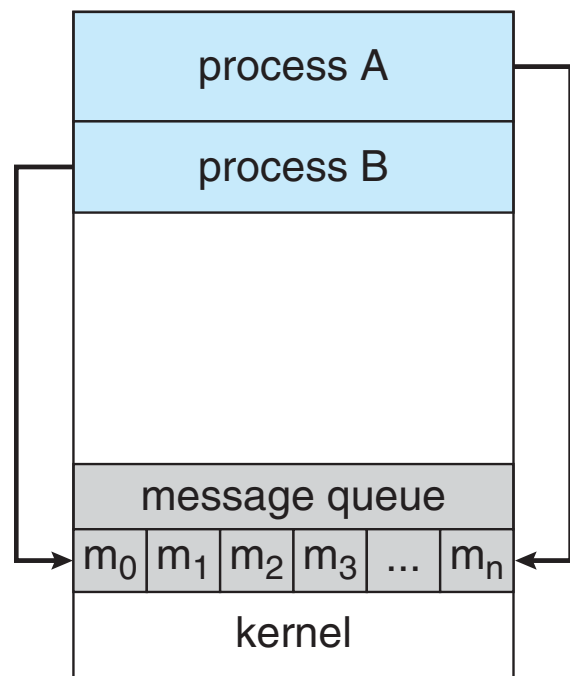 process A
process B
message queue
m0 m1 m2 m3 ... mn
kernel